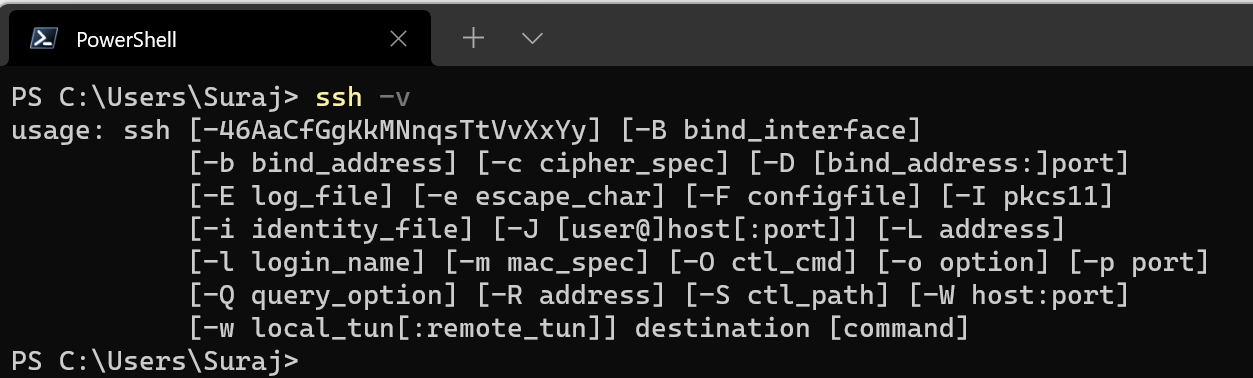 PowerShell
PS C:\Users\Suraj> ssh -v
usage: ssh [-46AaCfGgKkMNnqsTtVvXxYy] [-B bind_interface]
           [-b bind_address] [-c cipher_spec] [-D [bind_address:]port]
           [-E log_file] [-e escape_char] [-F configfile] [-I pkcs11]
           [-i identity_file] [-J [user@]host[:port]] [-L address]
           [-l login_name] [-m mac_spec] [-O ctl_cmd] [-o option] [-p port]
           [-Q query_option] [-R address] [-S ctl_path] [-W host:port]
           [-w local_tun[:remote_tun]] destination [command]
PS C:\Users\Suraj>